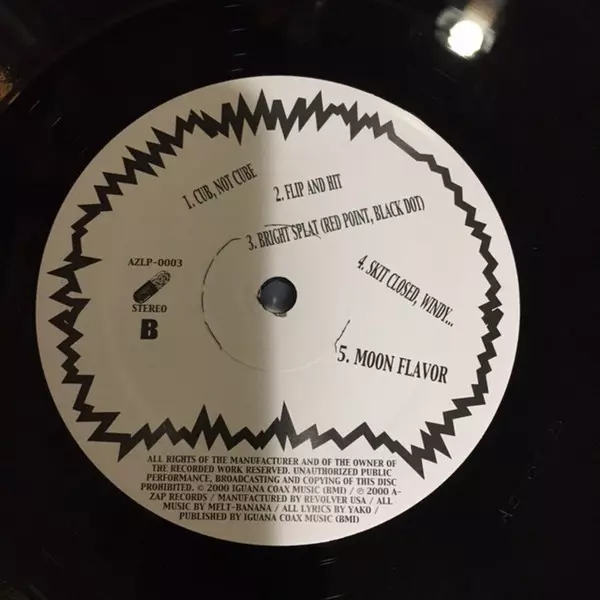 1. CUB, NOT CUBE
2. FLIP AND HIT
3. BRIGHT SPLAT (RED POINT, BLACK DOT)
4. SKIT CLOSED, WINDY...
5. MOON FLAVOR
AZLP-0003
STEREO
B
ALL RIGHTS OF THE MANUFACTURER AND OF THE OWNER OF
THE RECORDED WORK RESERVED. UNAUTHORIZED PUBLIC
PERFORMANCE, BROADCASTING AND COPYING OF THIS DISC
PROHIBITED. © 2000 IGUANA COAX MUSIC (BMI) / ℗ 2000 A-
ZAP RECORDS / MANUFACTURED BY REVOLVER USA / ALL
MUSIC BY MELT-BANANA / ALL LYRICS BY YAKO /
PUBLISHED BY IGUANA COAX MUSIC (BMI)